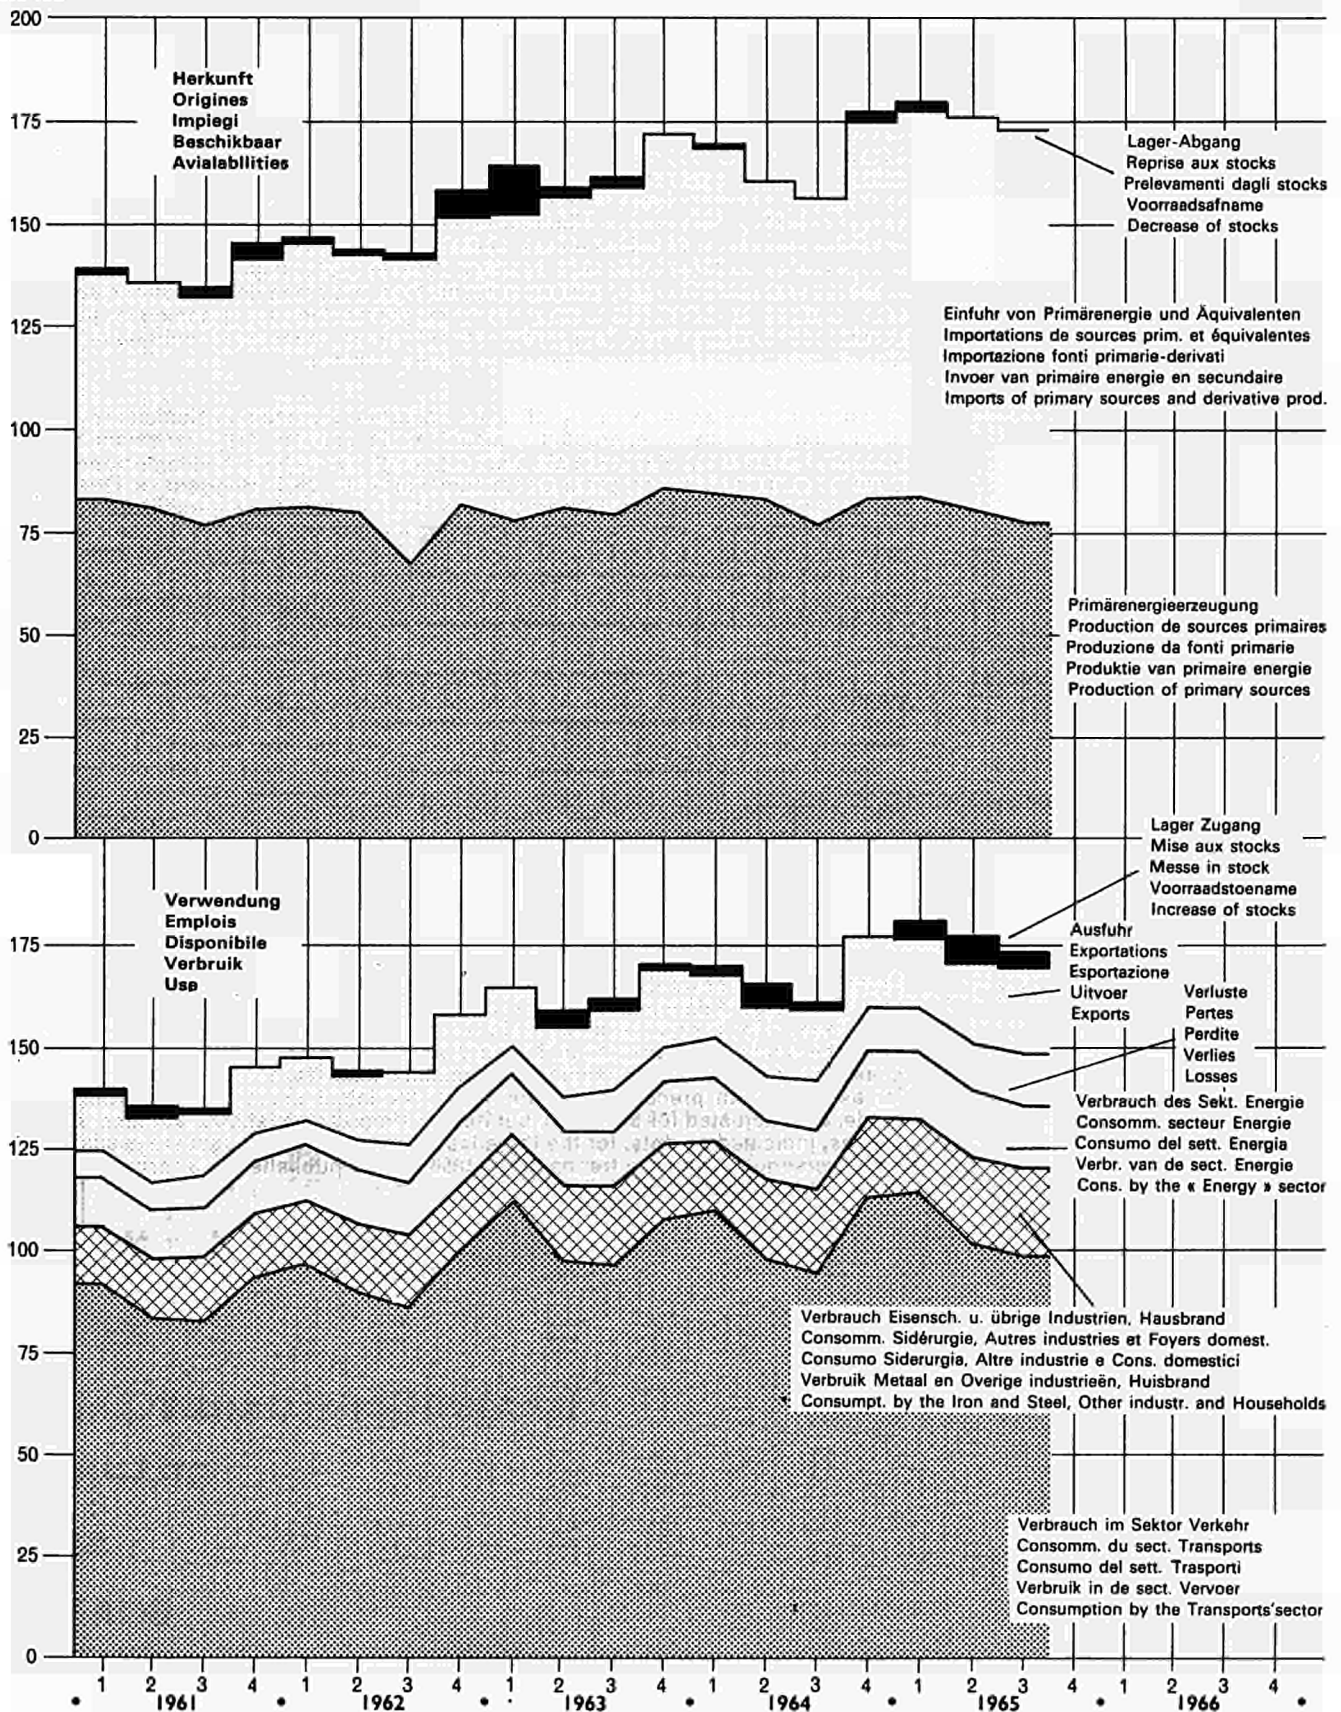 200
Herkunft
Origines
Impiegi
Beschikbaar
Avialabllities
175
Lager-Abgang
Reprise aux stocks
Prelevamenti dagli stocks
Voorraadsafname
Decrease of stocks
150
Einfuhr von Primärenergie und Äquivalenten
Importations de sources prim. et équivalentes
Importazione fonti primarie-derivati
Invoer van primaire energie en secundaire
Imports of primary sources and derivative prod.
125
100
75
Primärenergieerzeugung
Production de sources primaires
Produzione da fonti primarie
Produktie van primaire energie
Production of primary sources
50
25
0
Lager Zugang
Mise aux stocks
Messe in stock
Voorraadstoename
Increase of stocks
Verwendung
Emplois
Disponibile
Verbruik
Use
175
Ausfuhr
Exportations
Esportazione
Uitvoer
Exports
Verluste
Pertes
Perdite
Verlies
Losses
150
Verbrauch des Sekt. Energie
Consomm. secteur Energie
Consumo del sett. Energia
Verbr. van de sect. Energie
Cons. by the « Energy » sector
125
100
Verbrauch Eisensch. u. übrige Industrien, Hausbrand
Consomm. Sidérurgie, Autres industries et Foyers domest.
Consumo Siderurgia, Altre industrie e Cons. domestici
Verbruik Metaal en Overige industrieën, Huisbrand
Consumpt. by the Iron and Steel, Other industr. and Households
75
50
Verbrauch im Sektor Verkehr
Consomm. du sect. Transports
Consumo del sett. Trasporti
Verbruik in de sect. Vervoer
Consumption by the Transports'sector
25
0
1 2 3 4 1 2 3 4 1 2 3 4 1 2 3 4 1 2 3 4 1 2 3 4
1961 1962 1963 1964 1965 1966